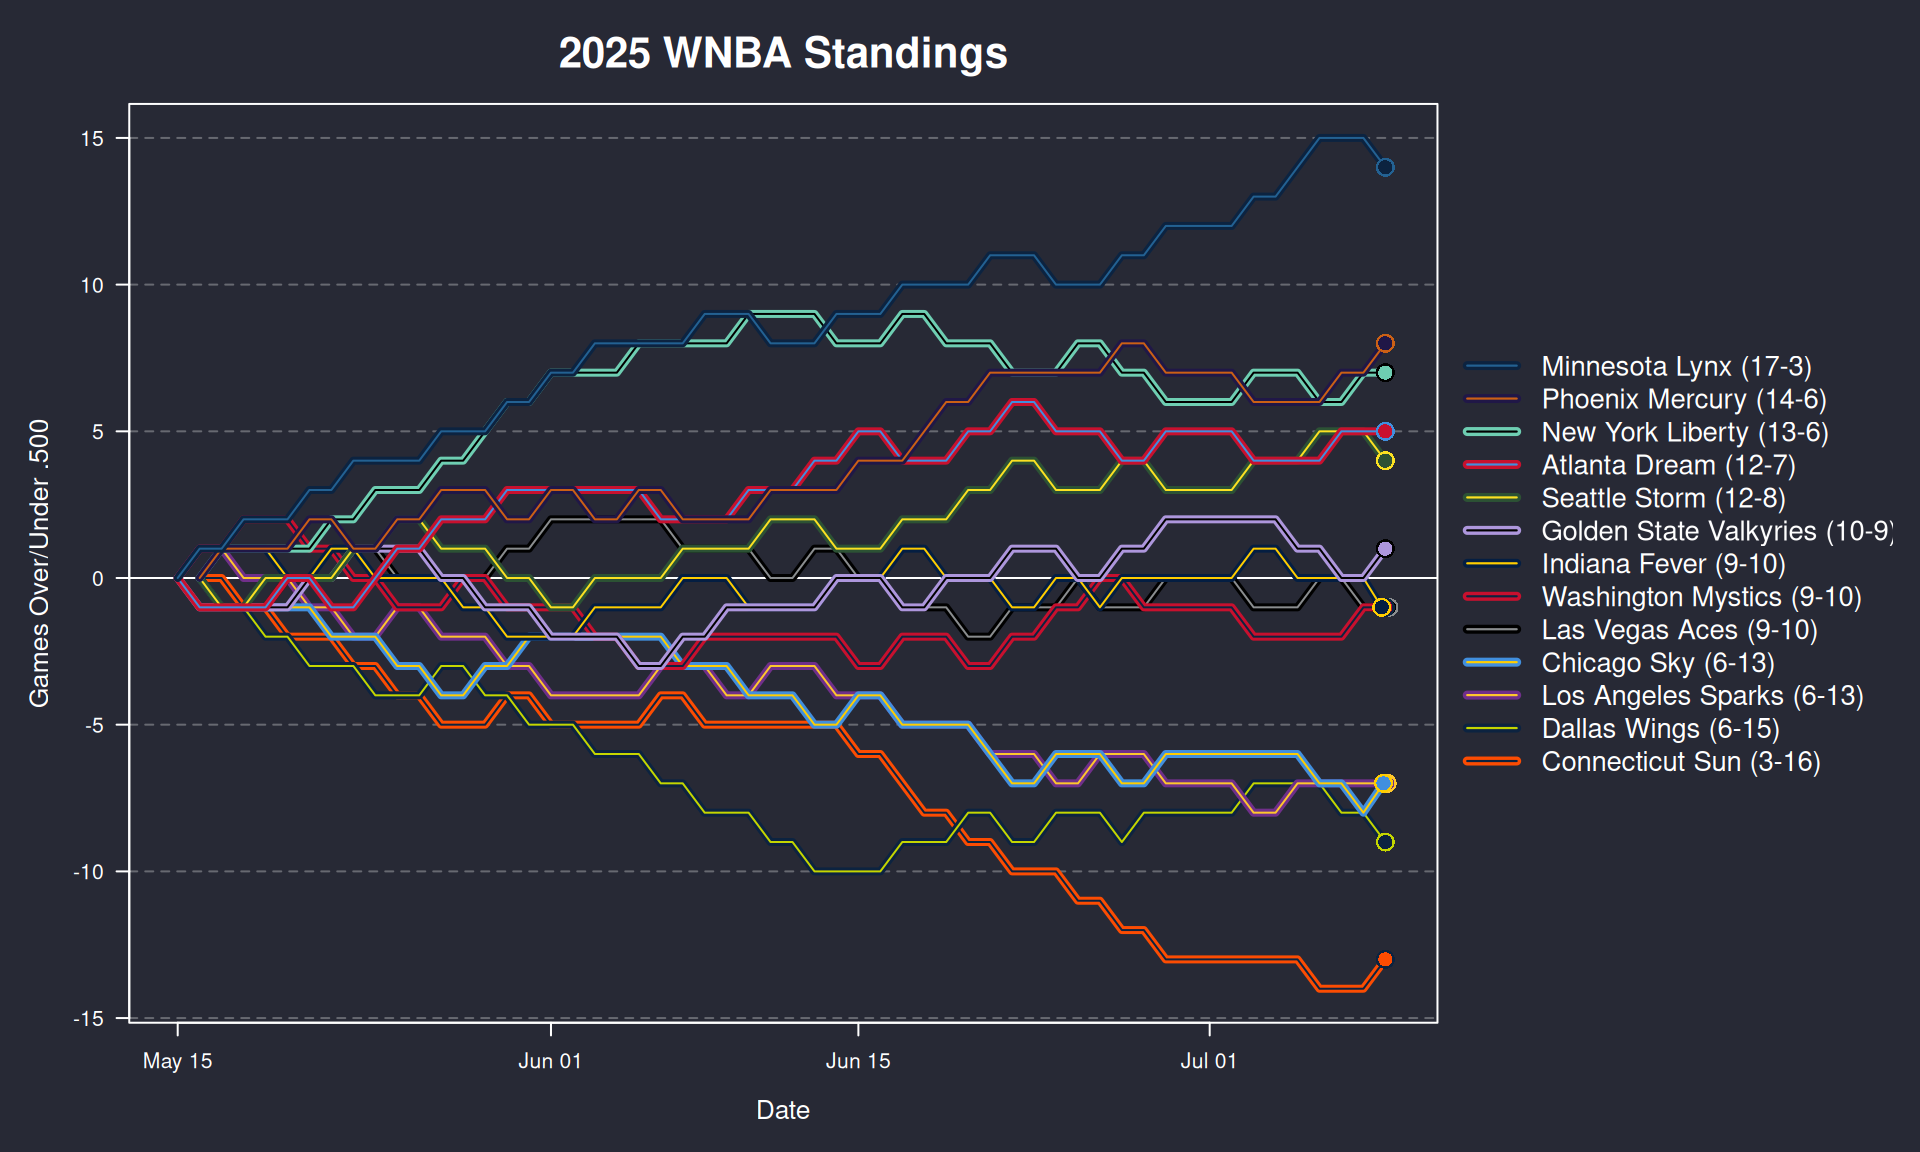 2025 WNBA Standings
Games Over/Under .500
15
10
5
0
-5
-10
-15
May 15
Jun 01
Jun 15
Jul 01
Date
Minnesota Lynx (17-3)
Phoenix Mercury (14-6)
New York Liberty (13-6)
Atlanta Dream (12-7)
Seattle Storm (12-8)
Golden State Valkyries (10-9)
Indiana Fever (9-10)
Washington Mystics (9-10)
Las Vegas Aces (9-10)
Chicago Sky (6-13)
Los Angeles Sparks (6-13)
Dallas Wings (6-15)
Connecticut Sun (3-16)